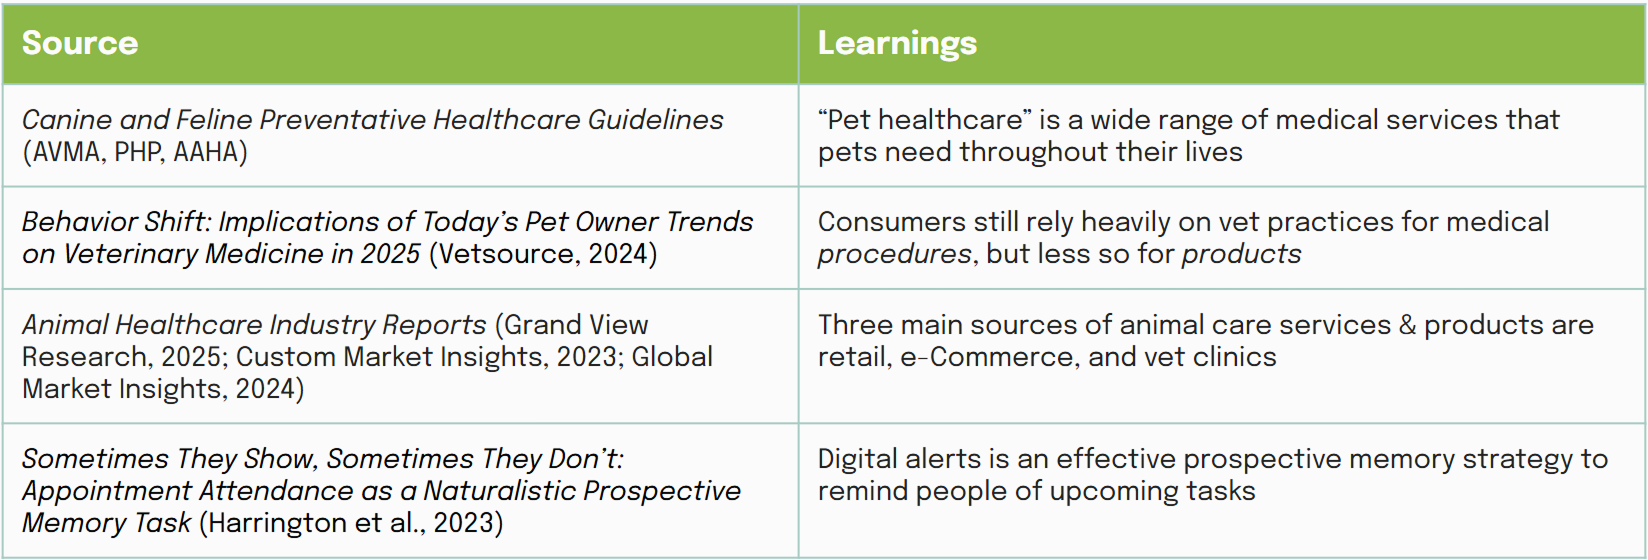 Source
Learnings
Canine and Feline Preventative Healthcare Guidelines
(AVMA, PHP, AAHA)
“Pet healthcare” is a wide range of medical services that
pets need throughout their lives
Behavior Shift: Implications of Today’s Pet Owner Trends
on Veterinary Medicine in 2025 (Vetsource, 2024)
Consumers still rely heavily on vet practices for medical
procedures, but less so for products
Animal Healthcare Industry Reports (Grand View
Research, 2025; Custom Market Insights, 2023; Global
Market Insights, 2024)
Three main sources of animal care services & products are
retail, e-Commerce, and vet clinics
Sometimes They Show, Sometimes They Don’t:
Appointment Attendance as a Naturalistic Prospective
Memory Task (Harrington et al., 2023)
Digital alerts is an effective prospective memory strategy to
remind people of upcoming tasks